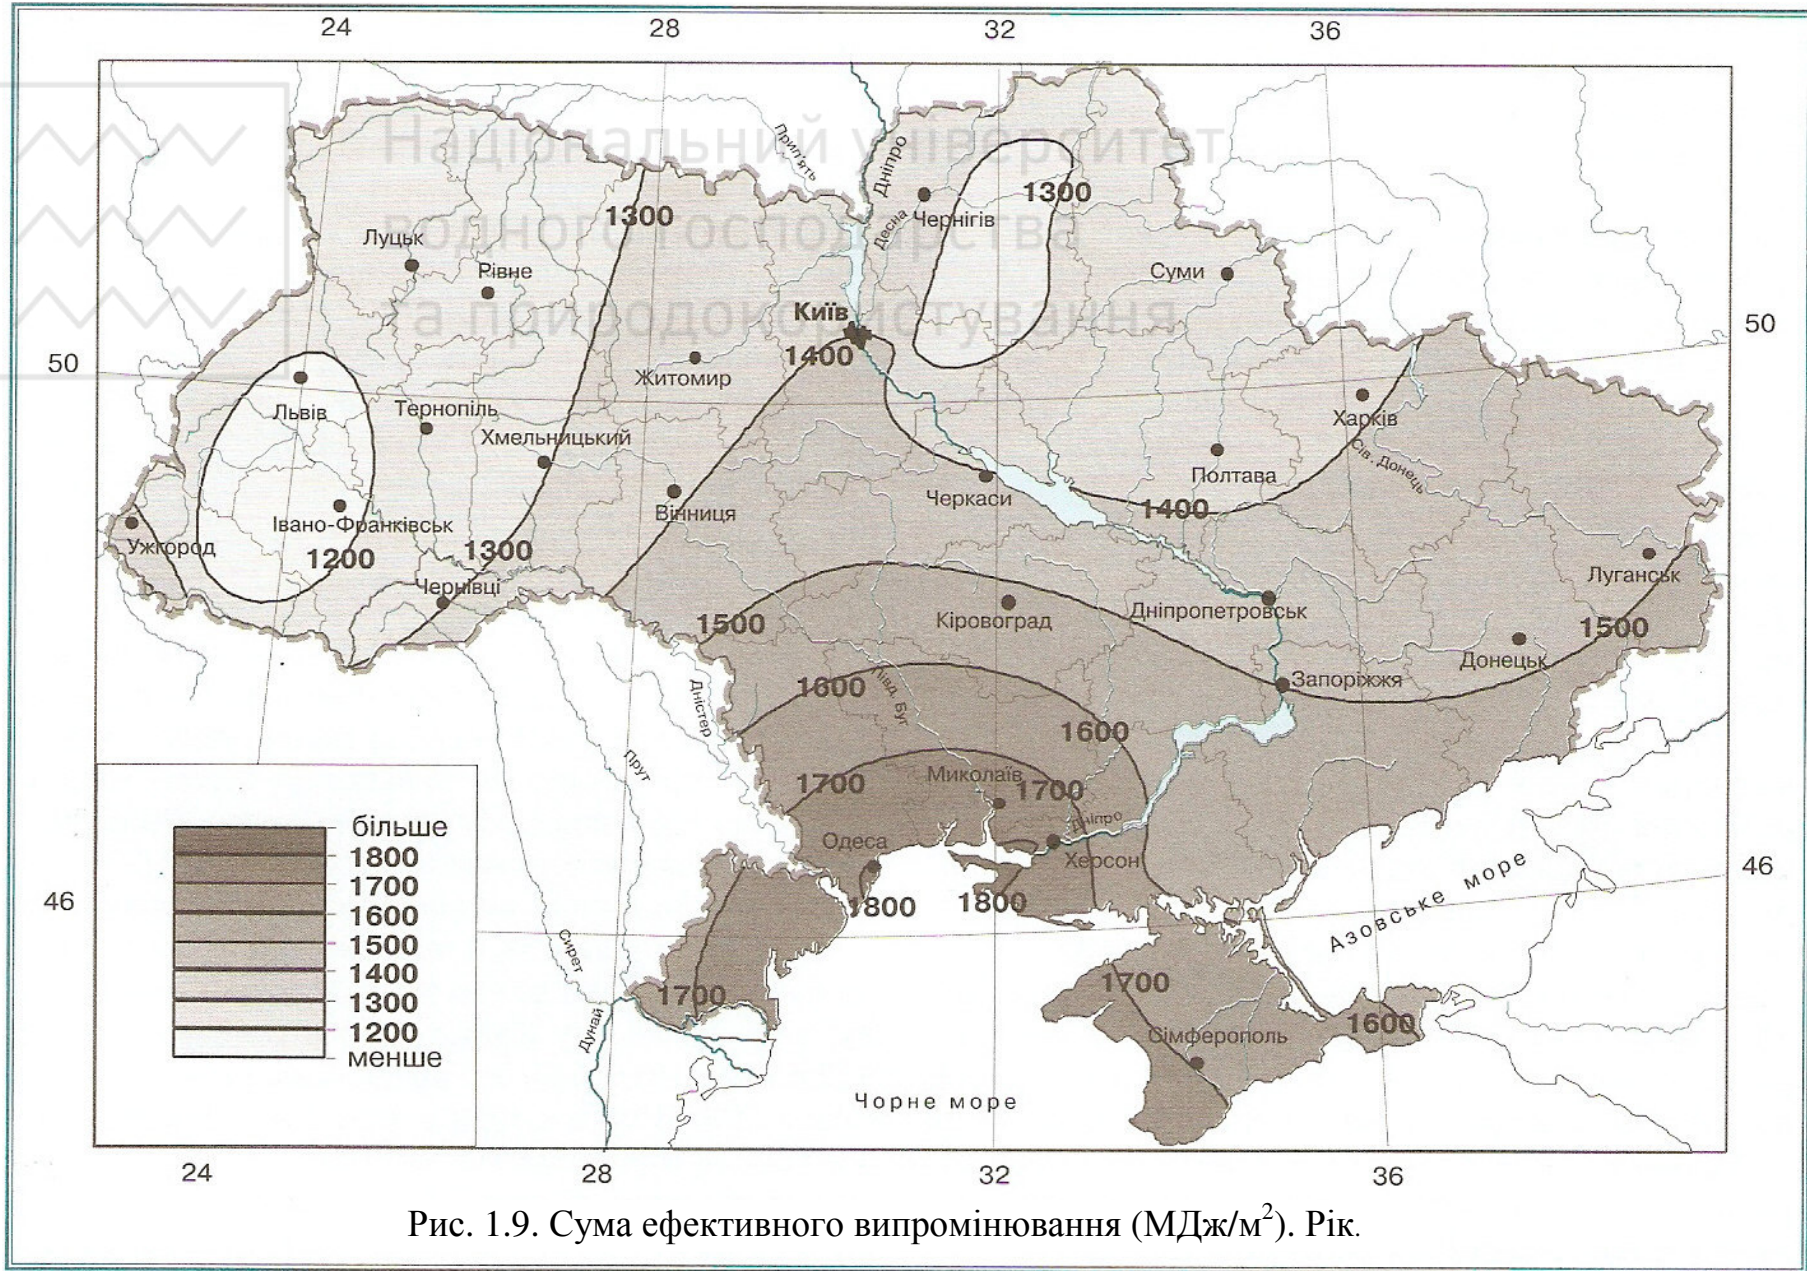 24 28 32 36
Національний університет
водного господарства
та природокористування
Прип'ять
Дніпро
Десна
Чернігів
1300
1300
Луцьк
Рівне
Суми
Київ
1400
50
50
Житомир
Львів
Тернопіль
Хмельницький
Харків
Сів. Донець
Полтава
Черкаси
1400
Вінниця
Івано-Франківськ
Ужгород
1200
1300
Чернівці
Луганськ
1500
Кіровоград
Дніпропетровськ
1500
Донецьк
Запоріжжя
1600
Півд. Буг
Дністер
1600
Прут
1700
Миколаїв
1700
Дніпро
Одеса
Херсон
1800
1800
46
46
Азовське море
Сирет
1700
Дунай
1700
Сімферополь
1600
Чорне море
більше
1800
1700
1600
1500
1400
1300
1200
менше
24 28 32 36
Рис. 1.9. Сума ефективного випромінювання (МДж/м²). Рік.